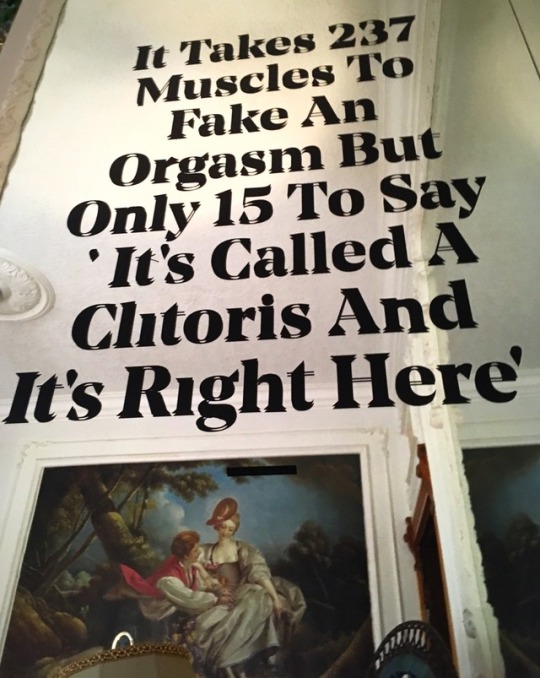 It Takes 237
Muscles To
Fake An
Orgasm But
Only 15 To Say
'It's Called A
Clitoris And
It's Right Here'